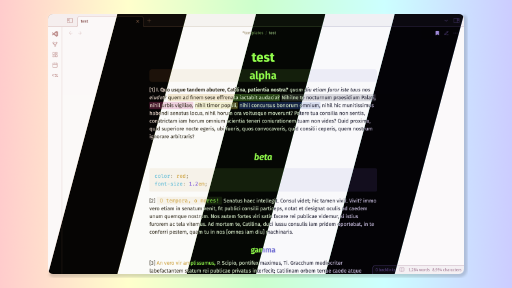 test
test
test
alpha
[1] Quo usque tandem abutere, Catilina, patientia nostra? quam diu etiam furor iste tuus nos
eludet? quem ad finem sese effrenata iactabit audacia? Nihilne te nocturnum praesidium Palati,
nihil urbis vigiliae, nihil timor populi, nihil concursus bonorum omnium, nihil hic munitissimus
habendi senatus locus, nihil horum ora voltusque moverunt? Patere tua consilia non sentis,
constrictam iam horum omnium scientia teneri coniurationem tuam non vides? Quid proxima,
quid superiore nocte egeris, ubi fueris, quos convocaveris, quid consilii ceperis, quem nostrum
ignorare arbitraris?
beta
color: red;
font-size: 1.2em;
[2] O tempora, o mores! Senatus haec intellegit. Consul videt; hic tamen vivit. Vivit? immo
vero etiam in senatum venit, fit publici consilii particeps, notat et designat oculis ad caedem
unum quemque nostrum. Nos autem fortes viri satis facere rei publicae videmur, si istius
furorem ac tela vitemus. Ad mortem te, Catilina, duci iussu consulis iam pridem oportebat, in te
conferri pestem, quam tu in nos [omnes iam diu] machinaris.
gamma
[3] An vero vir amplissumus, P. Scipio, pontifex maximus, Ti. Gracchum mediocriter
labefactantem statum rei publicae privatus interfecit; Catilinam orbem terrae caede atque